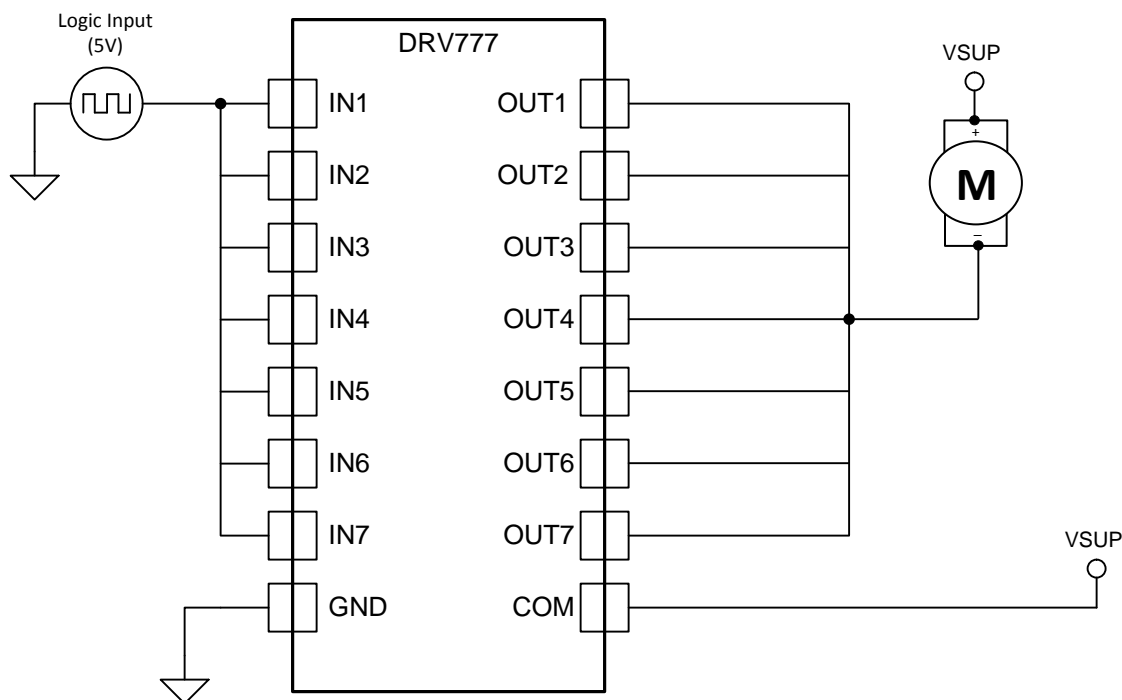 Logic Input
(5V)
DRV777
VSUP
IN1
OUT1
+
M
–
IN2
OUT2
IN3
OUT3
IN4
OUT4
IN5
OUT5
IN6
OUT6
IN7
OUT7
VSUP
GND
COM